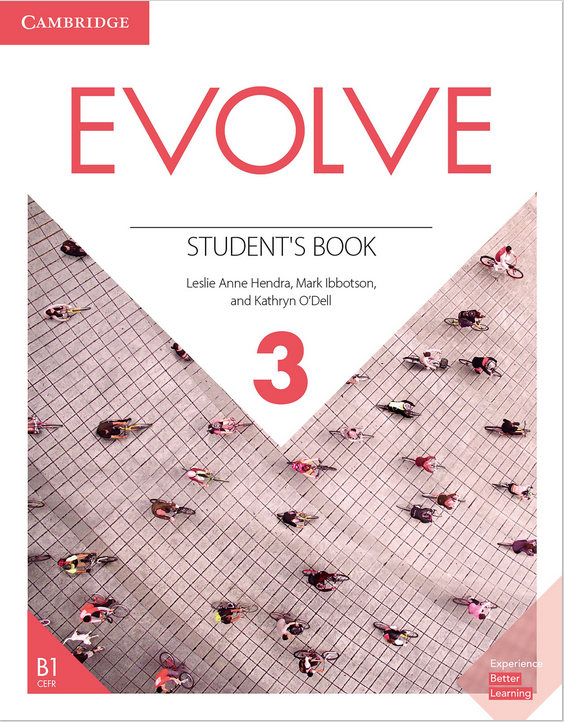 CAMBRIDGE
EVOLVE
STUDENT'S BOOK
Leslie Anne Hendra, Mark Ibbotson,
and Kathryn O'Dell
3
B1
CEFR
Experience
Better
Learning